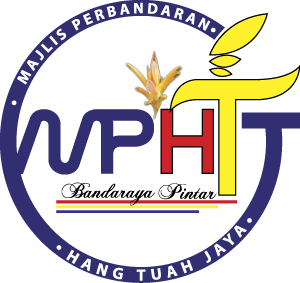 • MAJLIS PERBANDARAN •
MPHTJ
Bandaraya Pintar
• HANG TUAH JAYA •